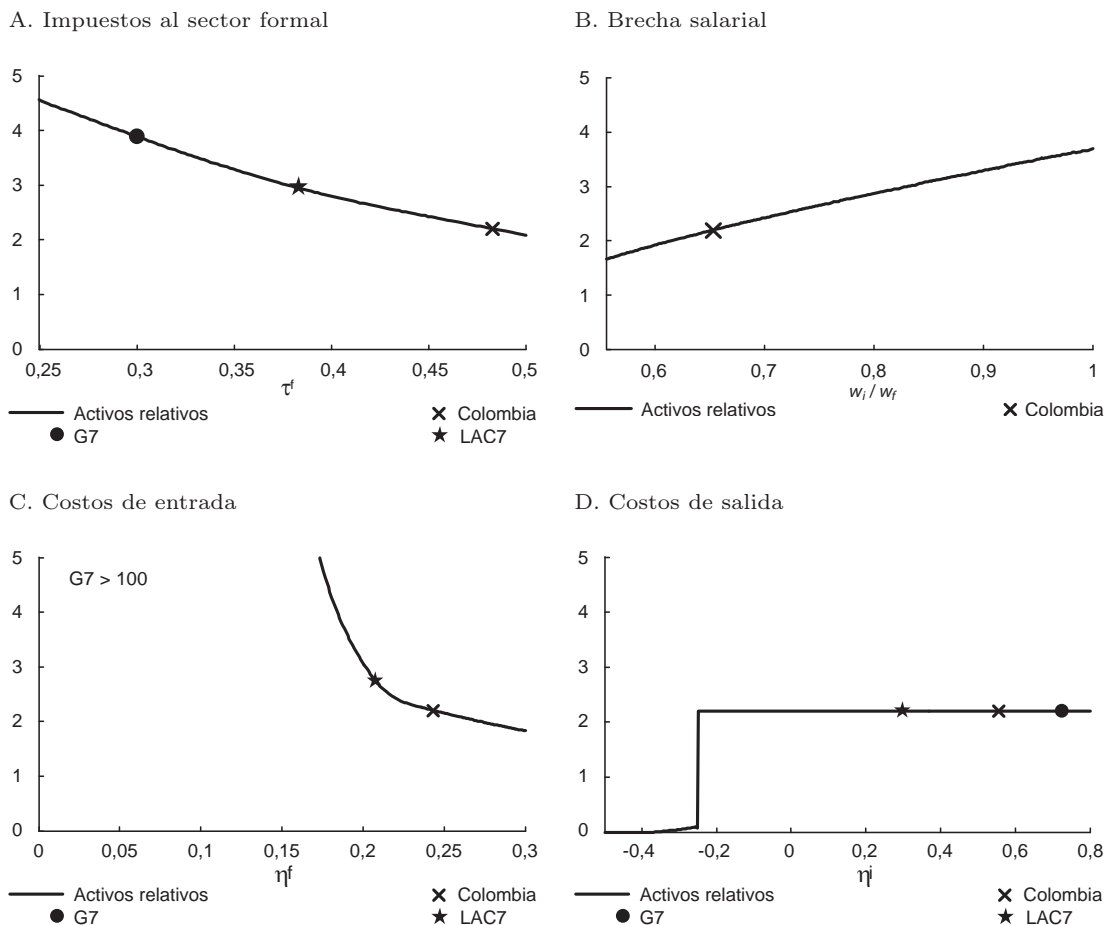 A. Impuestos al sector formal
5
4
3
2
1
0
0,25 0,3 0,35 0,4 0,45 0,5
τᶠ
Activos relativos
Colombia
G7
LAC7
B. Brecha salarial
5
4
3
2
1
0
0,6 0,7 0,8 0,9 1
wᵢ / w_f
Activos relativos
Colombia
C. Costos de entrada
G7 > 100
5
4
3
2
1
0
0 0,05 0,1 0,15 0,2 0,25 0,3
ηᶠ
Activos relativos
Colombia
G7
LAC7
D. Costos de salida
5
4
3
2
1
0
-0,4 -0,2 0 0,2 0,4 0,6 0,8
ηⁱ
Activos relativos
Colombia
G7
LAC7